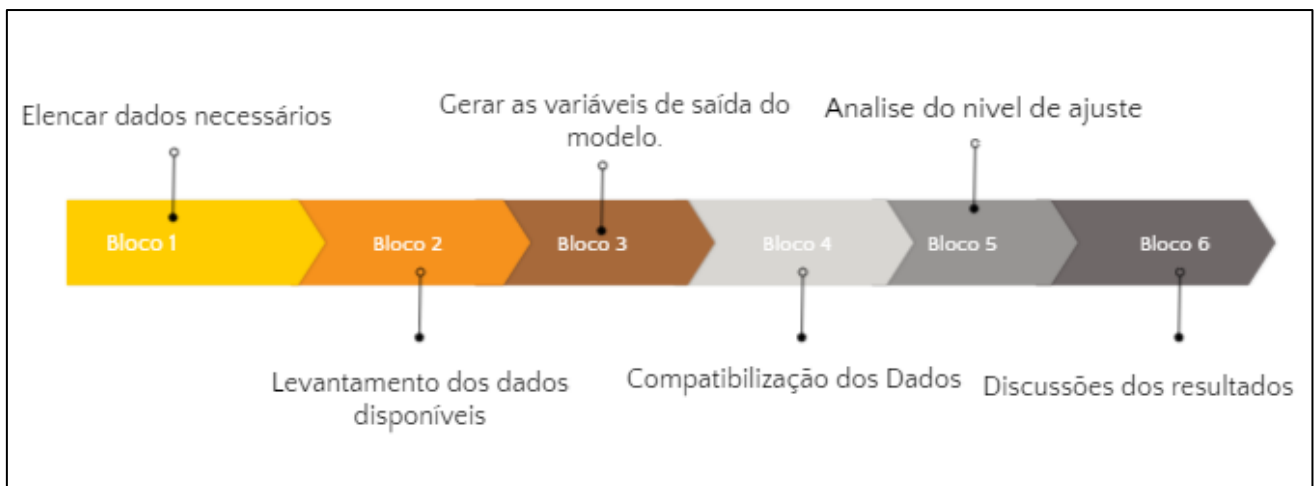 Elencar dados necessários
Gerar as variáveis de saída do
modelo.
Analise do nivel de ajuste
Bloco 1
Bloco 2
Bloco 3
Bloco 4
Bloco 5
Bloco 6
Levantamento dos dados
disponíveis
Compatibilização dos Dados
Discussões dos resultados